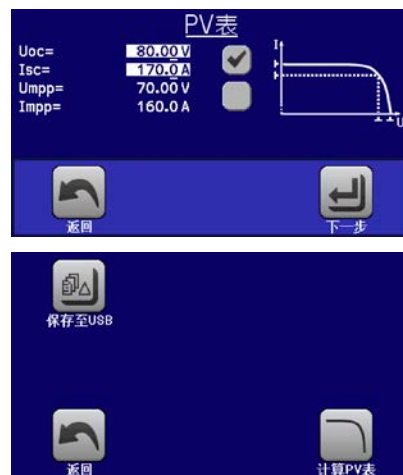 PV表
Uoc= 80.00 V
Isc= 170.0 A
Umpp= 70.00 V
Impp= 160.0 A
I
U
返回 下一步
保存至USB
返回 计算PV表